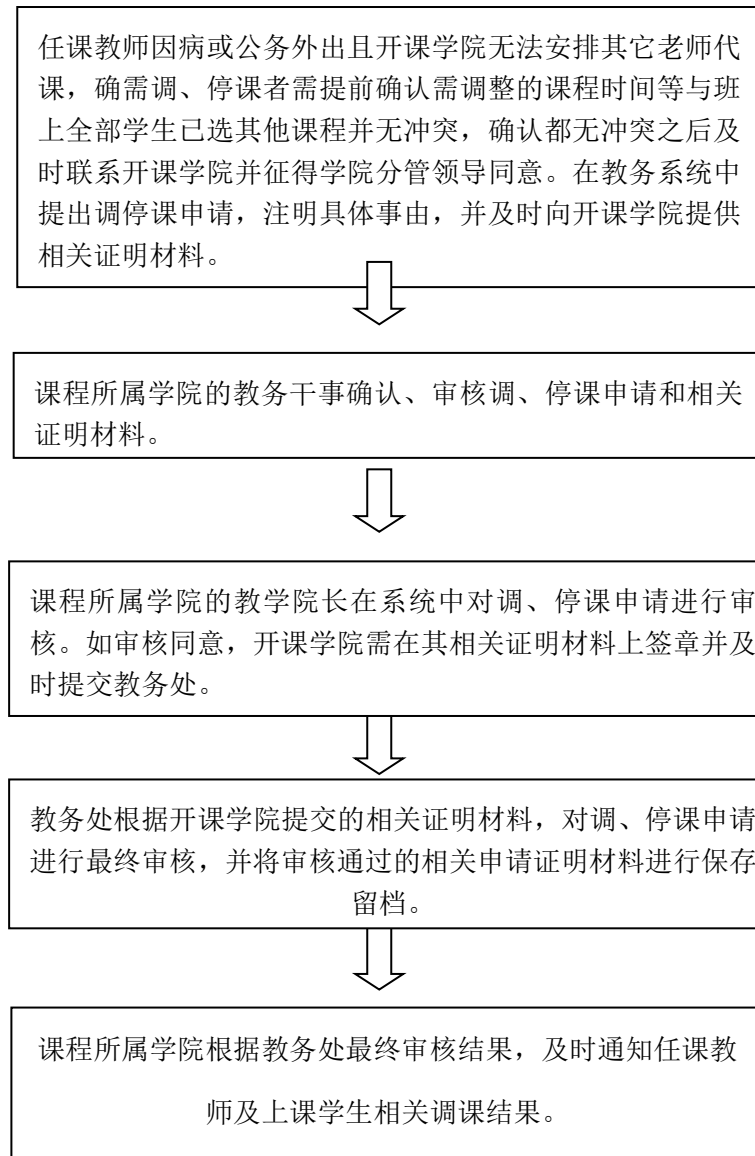 任课教师因病或公务外出且开课学院无法安排其它老师代
课，确需调、停课者需提前确认需调整的课程时间等与班
上全部学生已选其他课程并无冲突，确认都无冲突之后及
时联系开课学院并征得学院分管领导同意。在教务系统中
提出调停课申请，注明具体事由，并及时向开课学院提供
相关证明材料。
课程所属学院的教务干事确认、审核调、停课申请和相关
证明材料。
课程所属学院的教学院长在系统中对调、停课申请进行审
核。如审核同意，开课学院需在其相关证明材料上签章并及
时提交教务处。
教务处根据开课学院提交的相关证明材料，对调、停课申请
进行最终审核，并将审核通过的相关申请证明材料进行保存
留档。
课程所属学院根据教务处最终审核结果，及时通知任课教
师及上课学生相关调课结果。